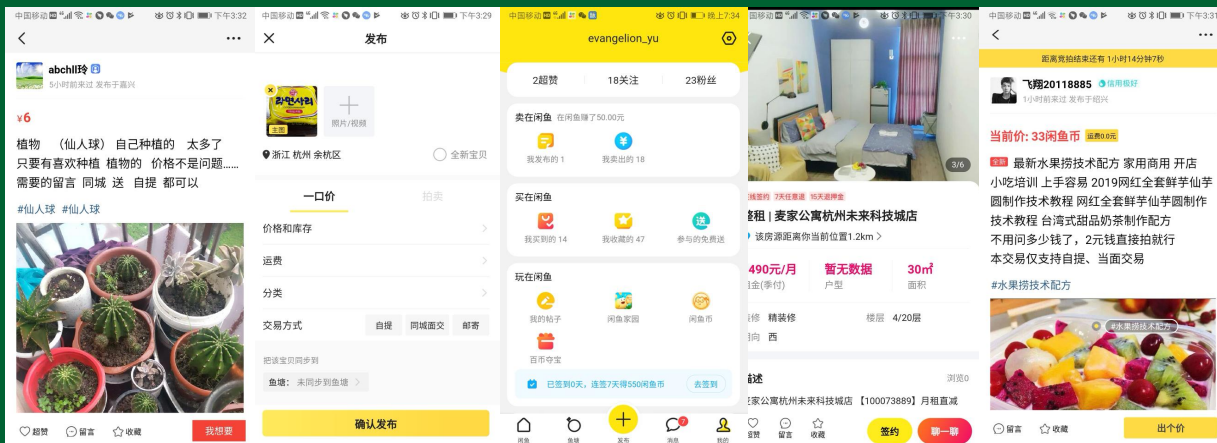 中国移动 下午3:32
abchll玲
5小时前来过 发布于嘉兴
¥6
植物 （仙人球） 自己种植的 太多了
只要有喜欢种植 植物的 价格不是问题……
需要的留言 同城 送 自提 都可以
#仙人球 #仙人球
超赞 留言 收藏 我想要
中国移动 下午3:29
发布
라면사리
主图
照片/视频
浙江 杭州 余杭区 全新宝贝
一口价 拍卖
价格和库存
运费
分类
交易方式 自提 同城面交 邮寄
把该宝贝同步到
鱼塘： 未同步到鱼塘
确认发布
中国移动 晚上7:34
evangelion_yu
2超赞 18关注 23粉丝
卖在闲鱼 在闲鱼赚了50.00元
我发布的 1 我卖出的 18
买在闲鱼
送
我买到的 14 我收藏的 47 参与的免费送
玩在闲鱼
我的帖子 闲鱼家园 闲鱼币
百币夺宝
已签到0天，连签7天得550闲鱼币 去签到
7
闲鱼 鱼塘 发布 消息 我的
国移动 下午3:30
3/6
线签约 7天任意退 15天退押金
整租 | 麦家公寓杭州未来科技城店
该房源距离你当前位置1.2km
490元/月 暂无数据 30㎡
金(季付) 户型 面积
修 精装修 楼层 4/20层
向 西
描述 浏览0
家公寓杭州未来科技城店 【100073889】月租直减
超赞 留言 收藏 签约 聊一聊
中国移动 下午3:31
距离竞拍结束还有 1小时14分钟7秒
飞翔20118885 信用极好
1小时前来过 发布于绍兴
当前价: 33闲鱼币 运费0.0元
全新 最新水果捞技术配方 家用商用 开店
小吃培训 上手容易 2019网红全套鲜芋仙芋
圆制作技术教程 网红全套鲜芋仙芋圆制作
技术教程 台湾式甜品奶茶制作配方
不用问多少钱了，2元钱直接拍就行
本交易仅支持自提、当面交易
#水果捞技术配方
#水果捞技术配方
留言 收藏 出个价